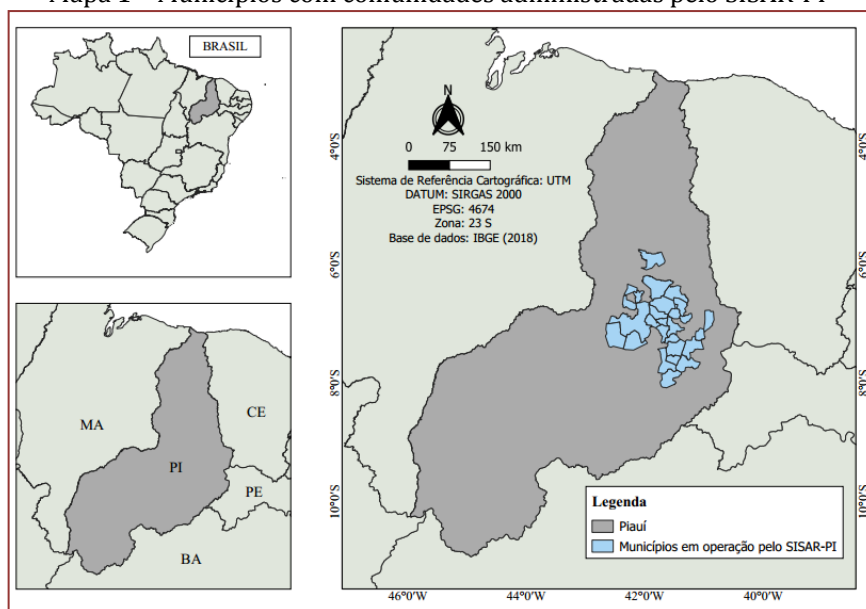 Mapa 1 – Municípios com comunidades administradas pelo SISAR-PI
BRASIL
MA
CE
PI
PE
BA
N
0 75 150 km
Sistema de Referência Cartográfica: UTM
DATUM: SIRGAS 2000
EPSG: 4674
Zona: 23 S
Base de dados: IBGE (2018)
4°0'S
6°0'S
8°0'S
10°0'S
4°0'S
6°0'S
8°0'S
10°0'S
Legenda
Piauí
Municípios em operação pelo SISAR-PI
46°0'W 44°0'W 42°0'W 40°0'W